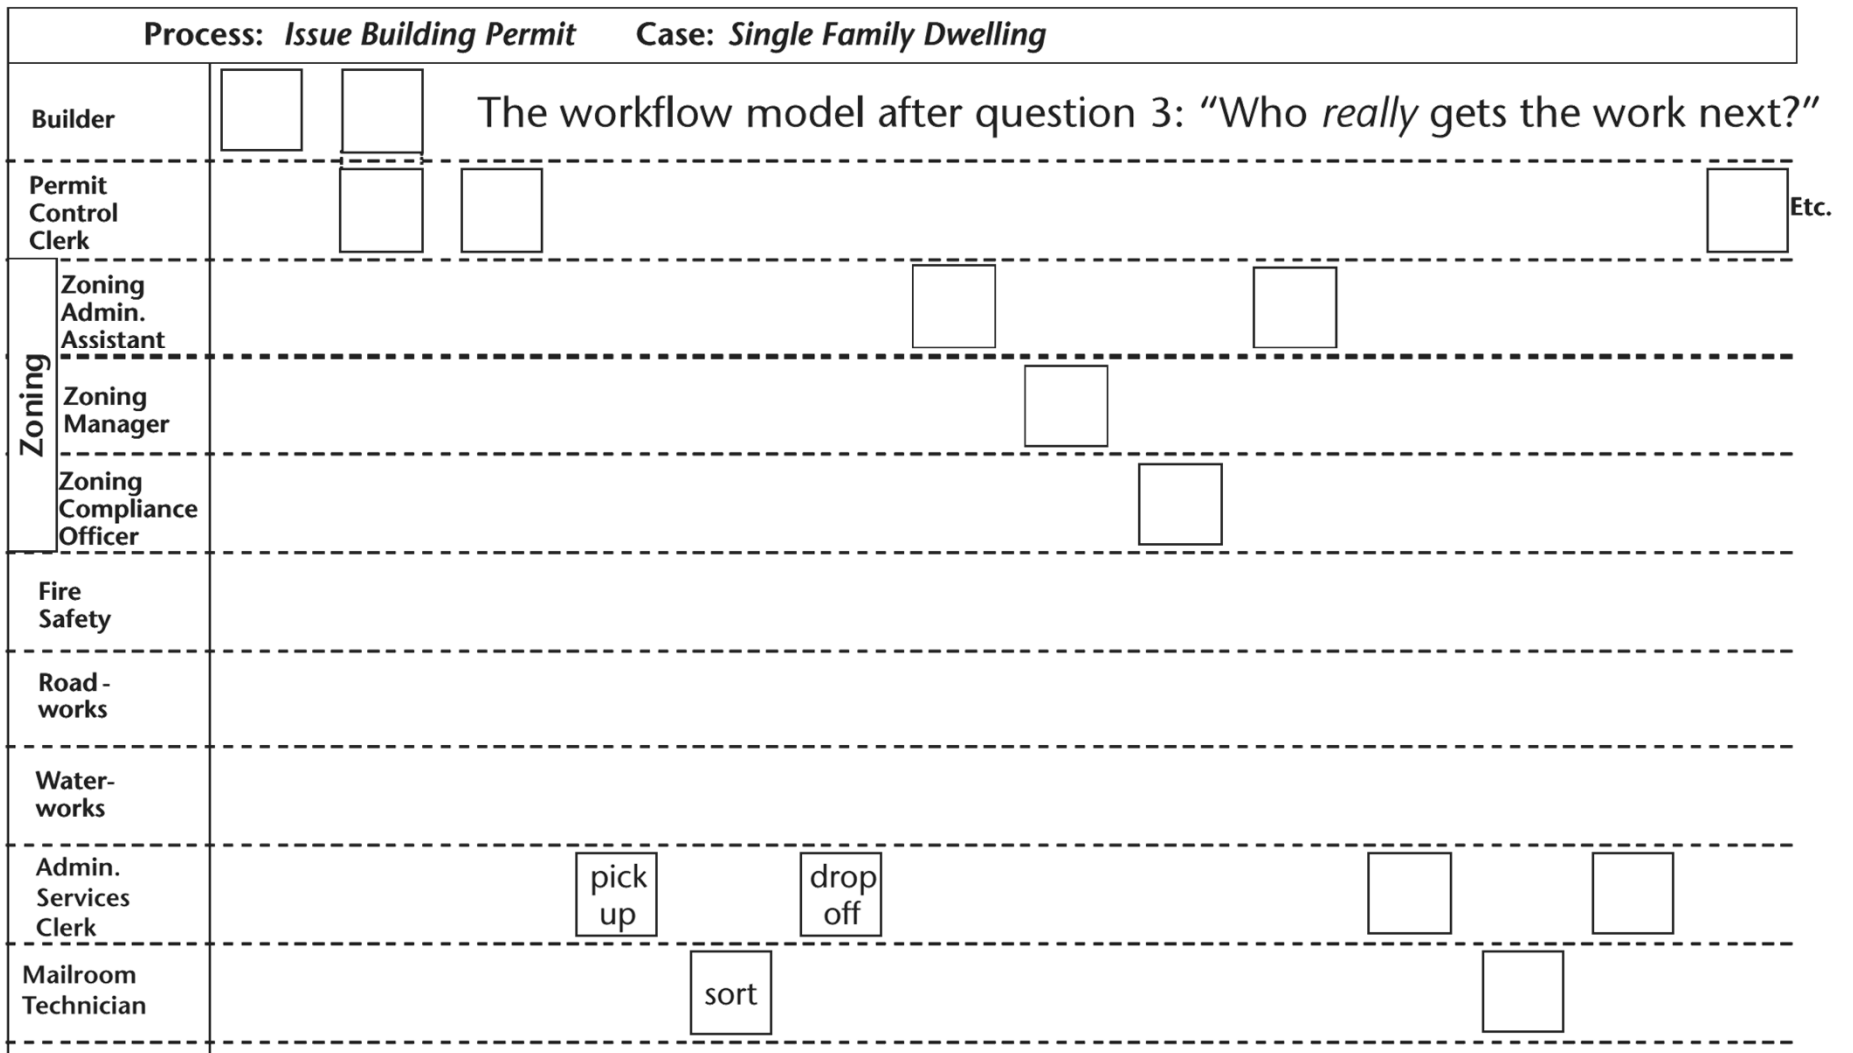 Process: Issue Building Permit Case: Single Family Dwelling
Builder
The workflow model after question 3: “Who really gets the work next?”
Permit
Control
Clerk
Etc.
Zoning
Zoning
Admin.
Assistant
Zoning
Manager
Zoning
Compliance
Officer
Fire
Safety
Road-
works
Water-
works
Admin.
Services
Clerk
pick
up
drop
off
Mailroom
Technician
sort